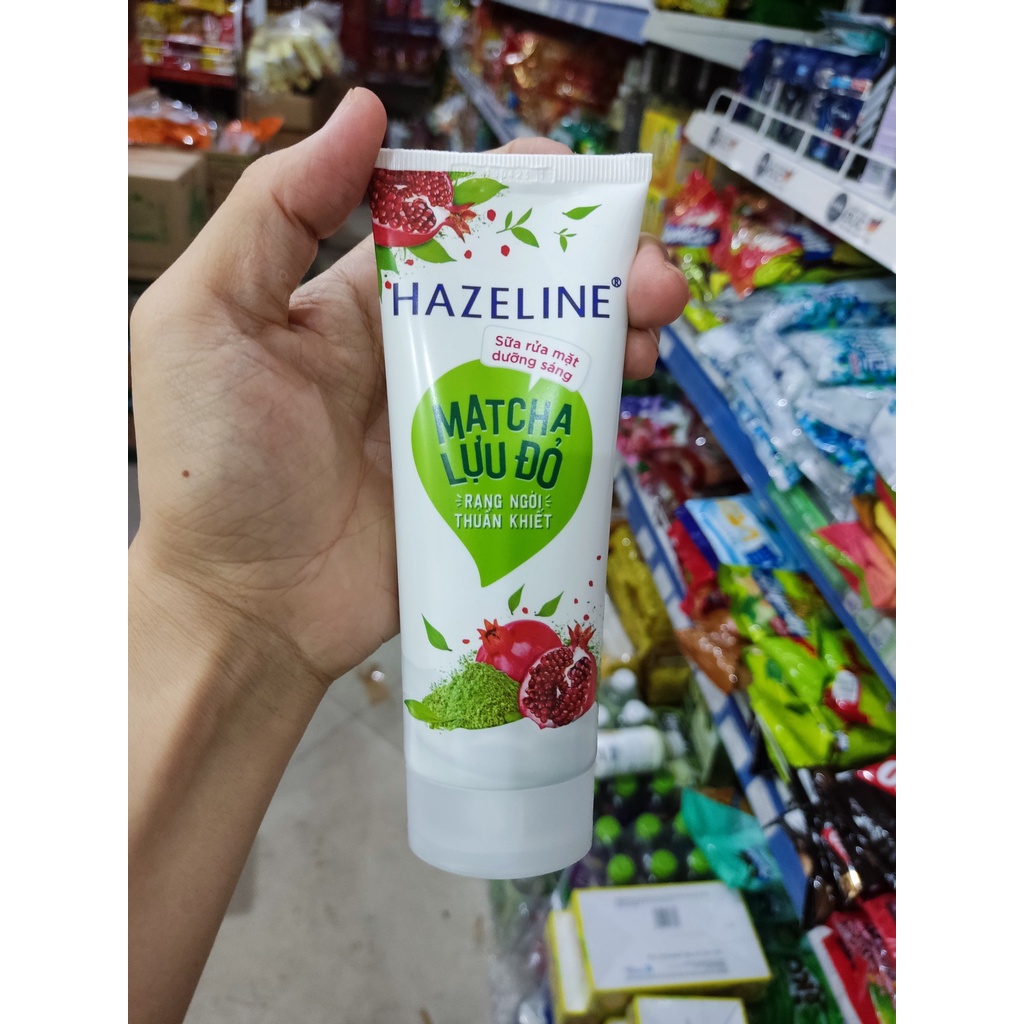 HAZELINE®
Sữa rửa mặt
dưỡng sáng
MATCHA
LỰU ĐỎ
RẠNG NGỜI
THUẦN KHIẾT